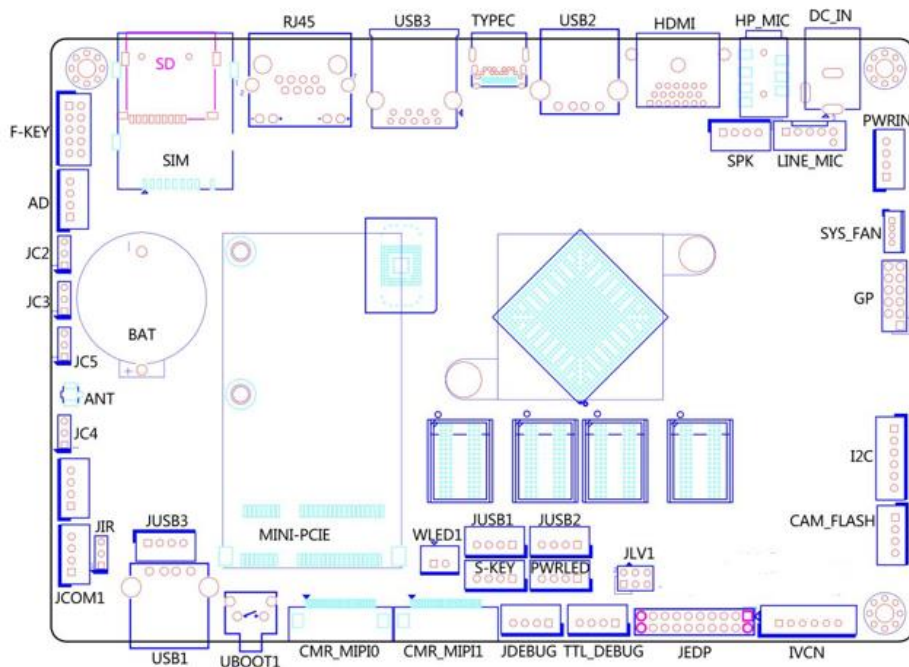 RJ45
USB3
TYPEC
USB2
HDMI
HP_MIC
DC_IN
SD
F-KEY
SIM
SPK
LINE_MIC
PWRIN
AD
SYS_FAN
JC2
JC3
GP
BAT
JC5
ANT
JC4
I2C
JUSB3
JIR
MINI-PCIE
WLED1
JUSB1
JUSB2
CAM_FLASH
S-KEY
PWRLED
JLV1
JCOM1
USB1
UBOOT1
CMR_MIPI0
CMR_MIPI1
JDEBUG
TTL_DEBUG
JEDP
IVCN